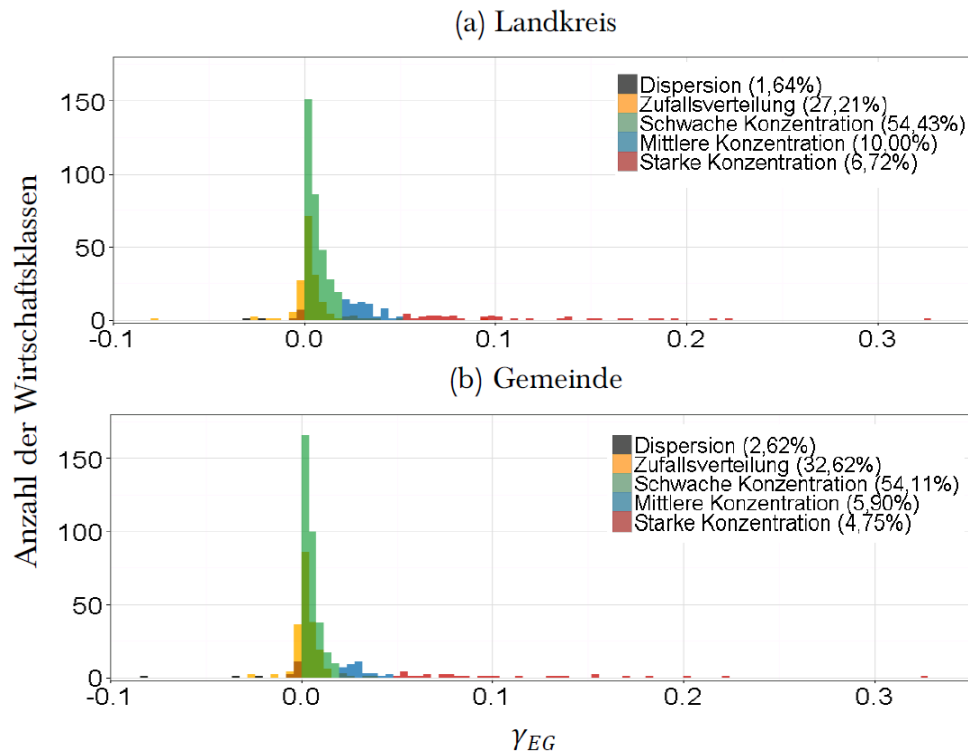 (a) Landkreis
Dispersion (1,64%)
Zufallsverteilung (27,21%)
Schwache Konzentration (54,43%)
Mittlere Konzentration (10,00%)
Starke Konzentration (6,72%)
150
100
50
0
-0.1 0.0 0.1 0.2 0.3
Anzahl der Wirtschaftsklassen
(b) Gemeinde
Dispersion (2,62%)
Zufallsverteilung (32,62%)
Schwache Konzentration (54,11%)
Mittlere Konzentration (5,90%)
Starke Konzentration (4,75%)
150
100
50
0
-0.1 0.0 0.1 0.2 0.3
γEG